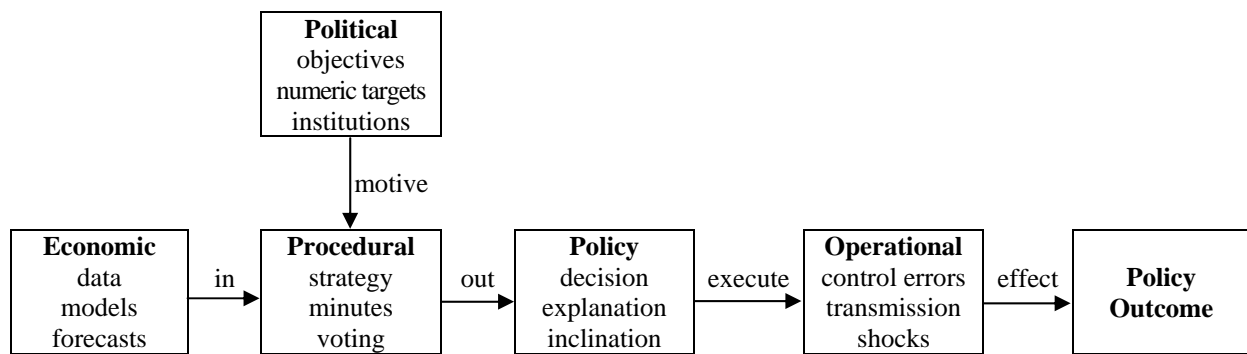 Political
objectives
numeric targets
institutions
motive
Economic
data
models
forecasts
in
Procedural
strategy
minutes
voting
out
Policy
decision
explanation
inclination
execute
Operational
control errors
transmission
shocks
effect
Policy
Outcome